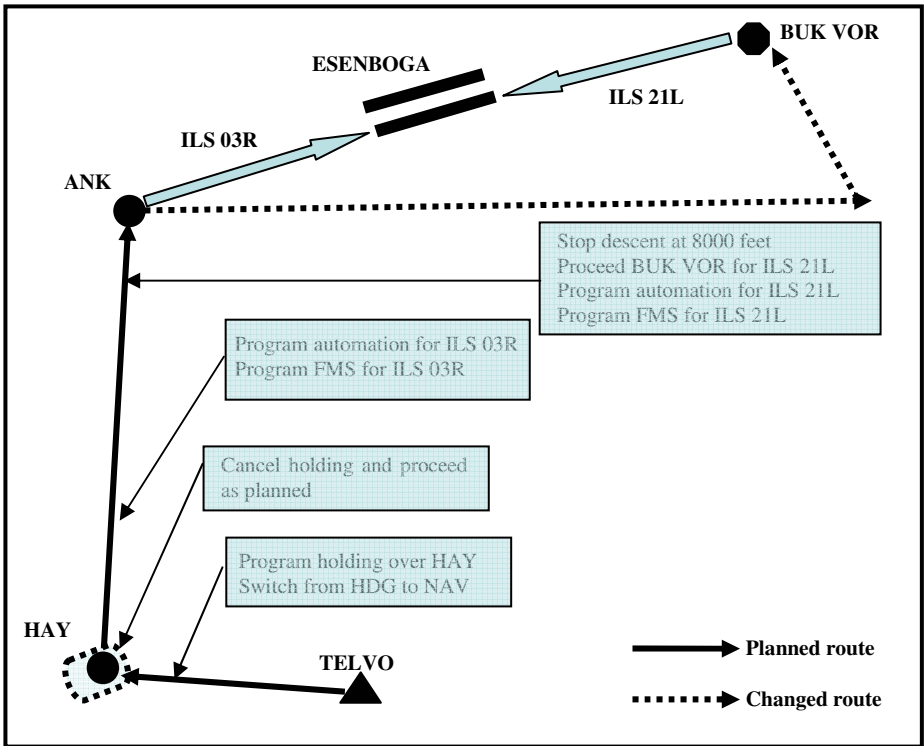 BUK VOR
ESENBOGA
ILS 21L
ILS 03R
ANK
Stop descent at 8000 feet
Proceed BUK VOR for ILS 21L
Program automation for ILS 21L
Program FMS for ILS 21L
Program automation for ILS 03R
Program FMS for ILS 03R
Cancel holding and proceed
as planned
Program holding over HAY
Switch from HDG to NAV
HAY
TELVO
Planned route
Changed route